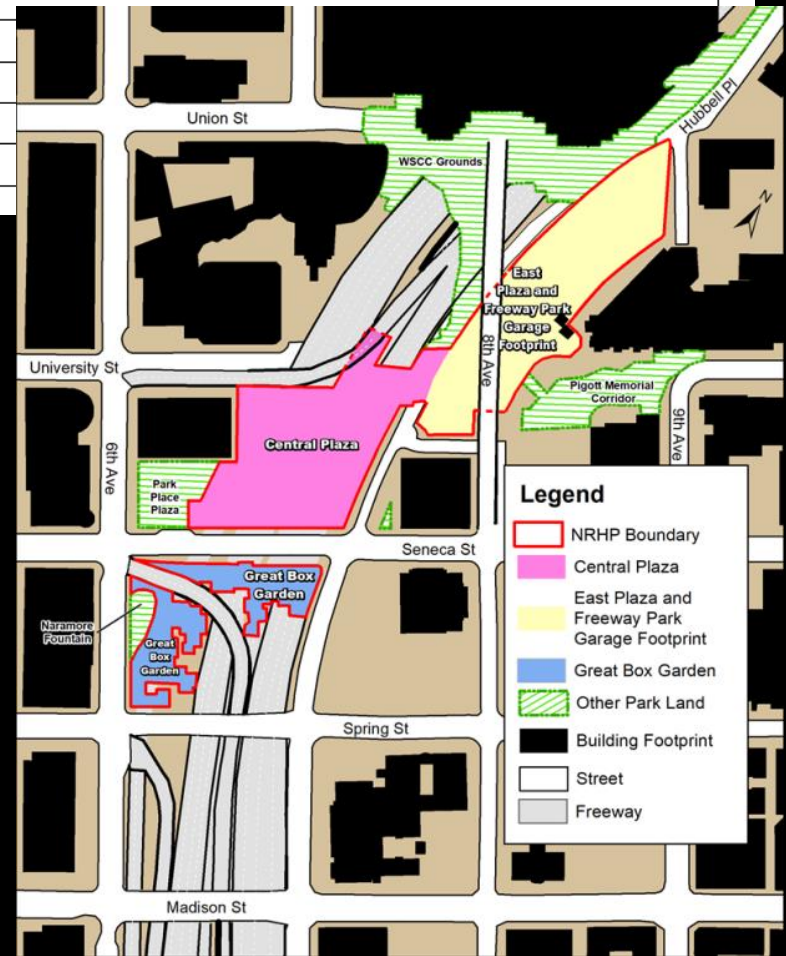 Union St
Hubbell Pl
WSCC Grounds
N
East
Plaza and
Freeway Park
Garage
Footprint
8th Ave
University St
Pigott Memorial
Corridor
6th Ave
Central Plaza
9th Ave
Park
Place
Plaza
Seneca St
Great Box
Garden
Naramore
Fountain
Great
Box
Garden
Spring St
Madison St
Legend
NRHP Boundary
Central Plaza
East Plaza and
Freeway Park
Garage Footprint
Great Box Garden
Other Park Land
Building Footprint
Street
Freeway